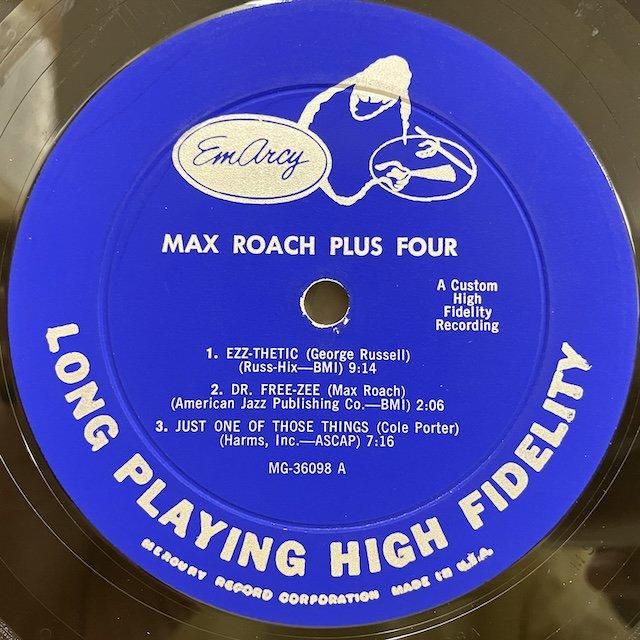 EmArcy
MAX ROACH PLUS FOUR
A Custom
High
Fidelity
Recording
1. EZZ-THETIC (George Russell)
(Russ-Hix—BMI) 9:14
2. DR. FREE-ZEE (Max Roach)
(American Jazz Publishing Co.—BMI) 2:06
3. JUST ONE OF THOSE THINGS (Cole Porter)
(Harms, Inc.—ASCAP) 7:16
MG-36098 A
LONG PLAYING HIGH FIDELITY
MERCURY RECORD CORPORATION MADE IN U.S.A.